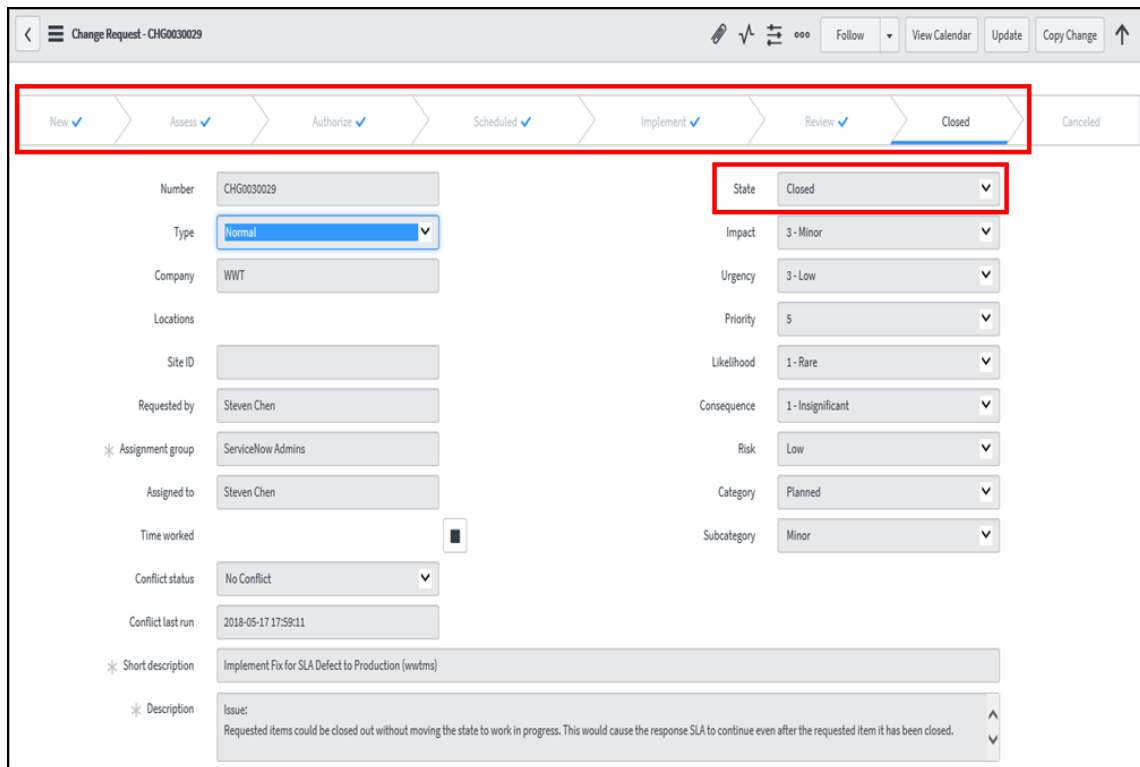 Change Request - CHG0030029
Follow
View Calendar
Update
Copy Change
New
Assess
Authorize
Scheduled
Implement
Review
Closed
Canceled
Number CHG0030029
State Closed
Type Normal
Impact 3 - Minor
Company WWT
Urgency 3 - Low
Locations
Priority 5
Site ID
Likelihood 1 - Rare
Requested by Steven Chen
Consequence 1 - Insignificant
Assignment group ServiceNow Admins
Risk Low
Assigned to Steven Chen
Category Planned
Time worked
Subcategory Minor
Conflict status No Conflict
Conflict last run 2018-05-17 17:59:11
Short description Implement Fix for SLA Defect to Production (wwtms)
Description Issue:
Requested items could be closed out without moving the state to work in progress. This would cause the response SLA to continue even after the requested item it has been closed.